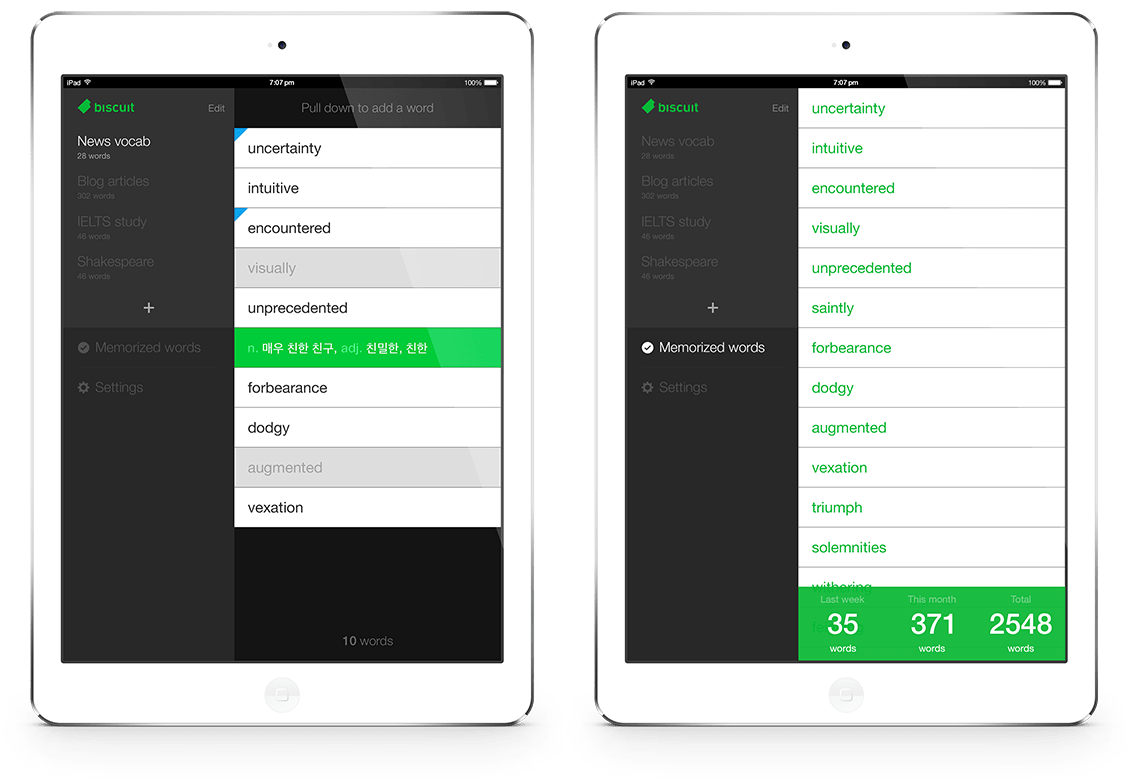 iPad 7:07 pm 100%
biscuit Edit
News vocab
28 words
Blog articles
302 words
IELTS study
46 words
Shakespeare
46 words
+
Memorized words
Settings
Pull down to add a word
uncertainty
intuitive
encountered
visually
unprecedented
n. 매우 친한 친구, adj. 친밀한, 친한
forbearance
dodgy
augmented
vexation
10 words
iPad 7:07 pm 100%
biscuit Edit
News vocab
28 words
Blog articles
302 words
IELTS study
46 words
Shakespeare
46 words
+
Memorized words
Settings
uncertainty
intuitive
encountered
visually
unprecedented
saintly
forbearance
dodgy
augmented
vexation
triumph
solemnities
withering
Last week This month Total
35 371 2548
words words words